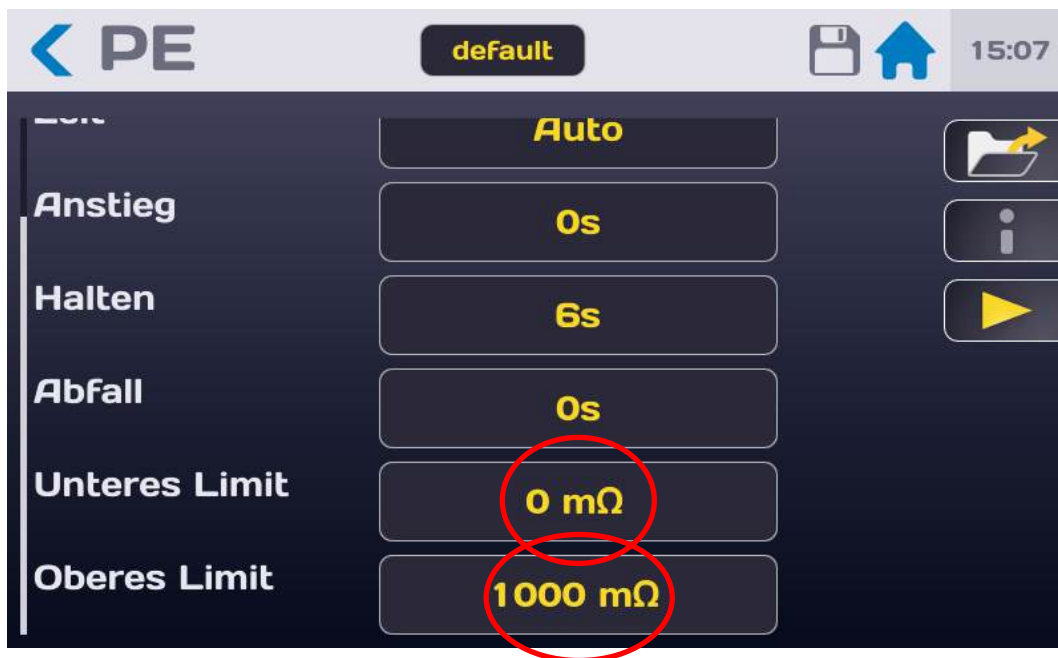 PE
default
15:07
Auto
Anstieg
0s
Halten
6s
Abfall
0s
Unteres Limit
0 mΩ
Oberes Limit
1000 mΩ